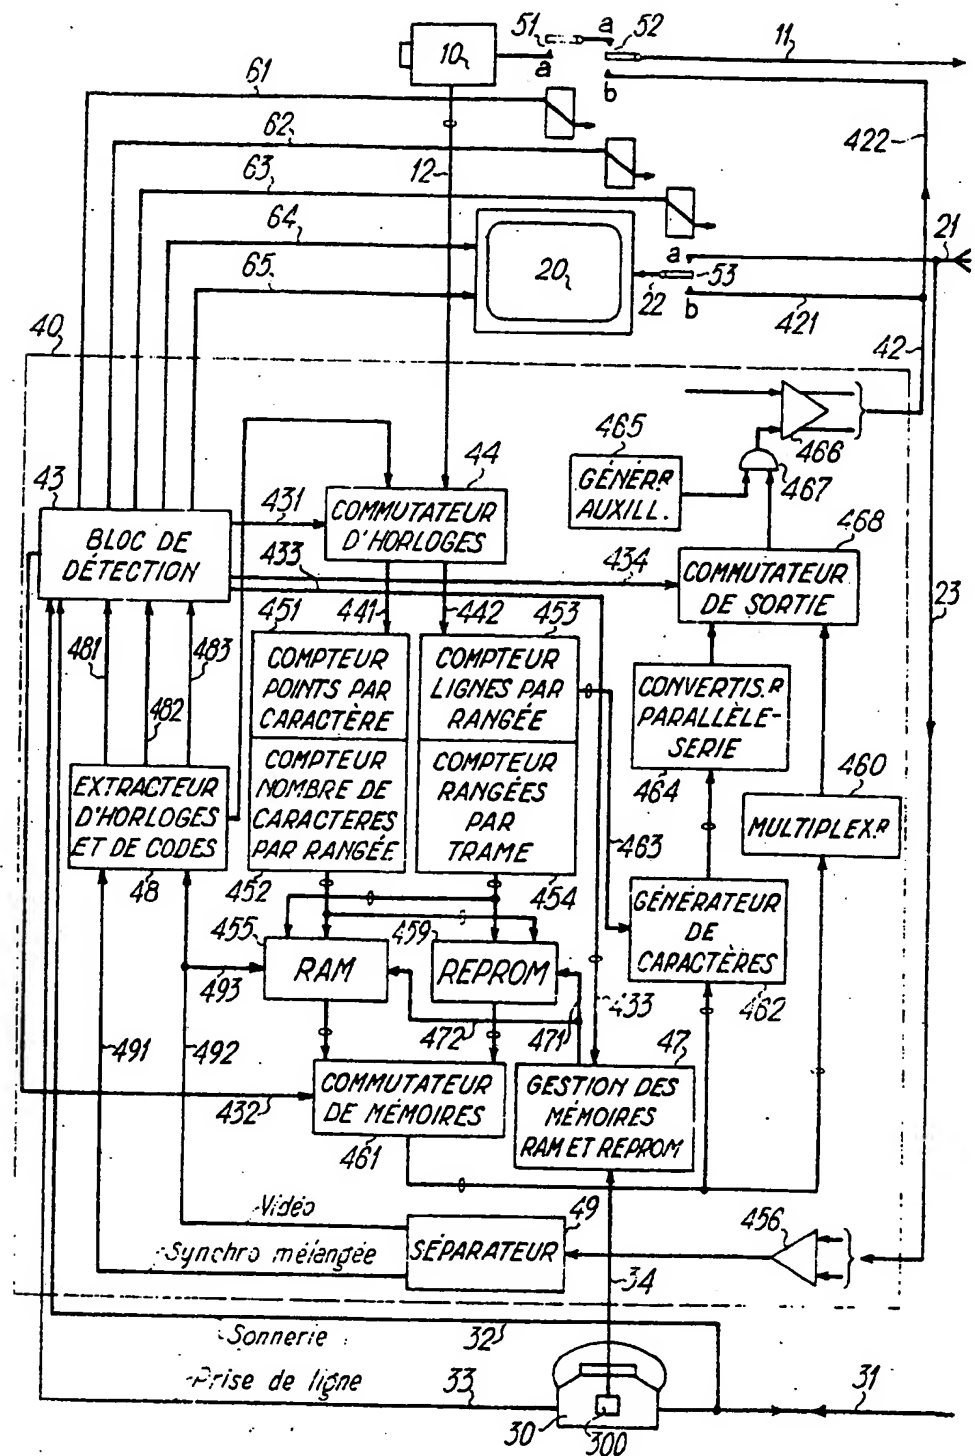 51
a
52
11
10
a
b
61
422
62
12
63
64
21
a
20
53
65
22
b
421
40
42
465
466
GÉNÉR.R
AUXILL.
467
43
44
431
COMMUTATEUR
D'HORLOGES
468
BLOC DE
DÉTECTION
433
434
COMMUTATEUR
DE SORTIE
23
451
441
442
453
481
483
COMPTEUR
POINTS PAR
CARACTÈRE
COMPTEUR
LIGNES PAR
RANGÉE
CONVERTIS.R
PARALLÈLE-
SERIE
482
464
460
EXTRACTEUR
D'HORLOGES
ET DE CODES
COMPTEUR
NOMBRE DE
CARACTERES
PAR RANGÉE
COMPTEUR
RANGÉES
PAR
TRAME
MULTIPLEX.R
463
48
452
454
GÉNÉRATEUR
DE
CARACTÈRES
455
459
RAM
REPROM
493
433
462
491
492
472
471
47
COMMUTATEUR
DE MÉMOIRES
GESTION DES
MÉMOIRES
RAM ET REPROM
432
461
Vidéo
49
456
Synchro mélangée
SÉPARATEUR
34
Sonnerie
32
Prise de ligne
33
31
30
300